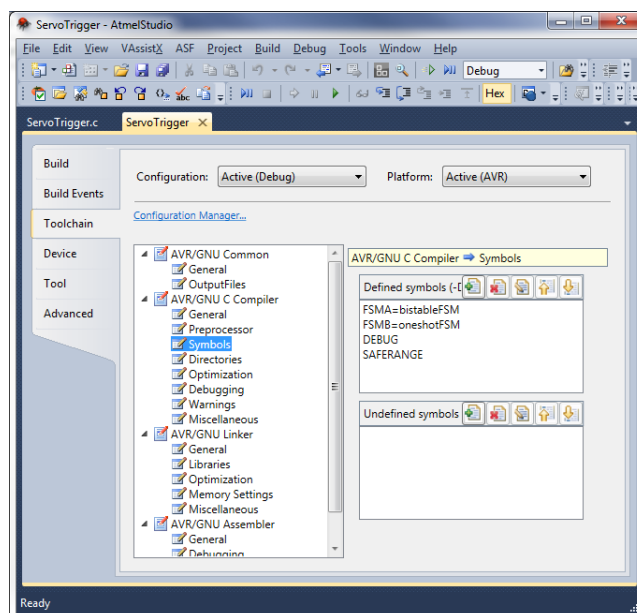 ServoTrigger - AtmelStudio
File Edit View VAssistX ASF Project Build Debug Tools Window Help
Debug
Hex
ServoTrigger.c ServoTrigger
Build
Build Events
Toolchain
Device
Tool
Advanced
Configuration: Active (Debug) Platform: Active (AVR)
Configuration Manager...
AVR/GNU Common
General
OutputFiles
AVR/GNU C Compiler
General
Preprocessor
Symbols
Directories
Optimization
Debugging
Warnings
Miscellaneous
AVR/GNU Linker
General
Libraries
Optimization
Memory Settings
Miscellaneous
AVR/GNU Assembler
General
Debugging
AVR/GNU C Compiler ➡ Symbols
Defined symbols (-D
FSMA=bistableFSM
FSMB=oneshotFSM
DEBUG
SAFERANGE
Undefined symbols
Ready